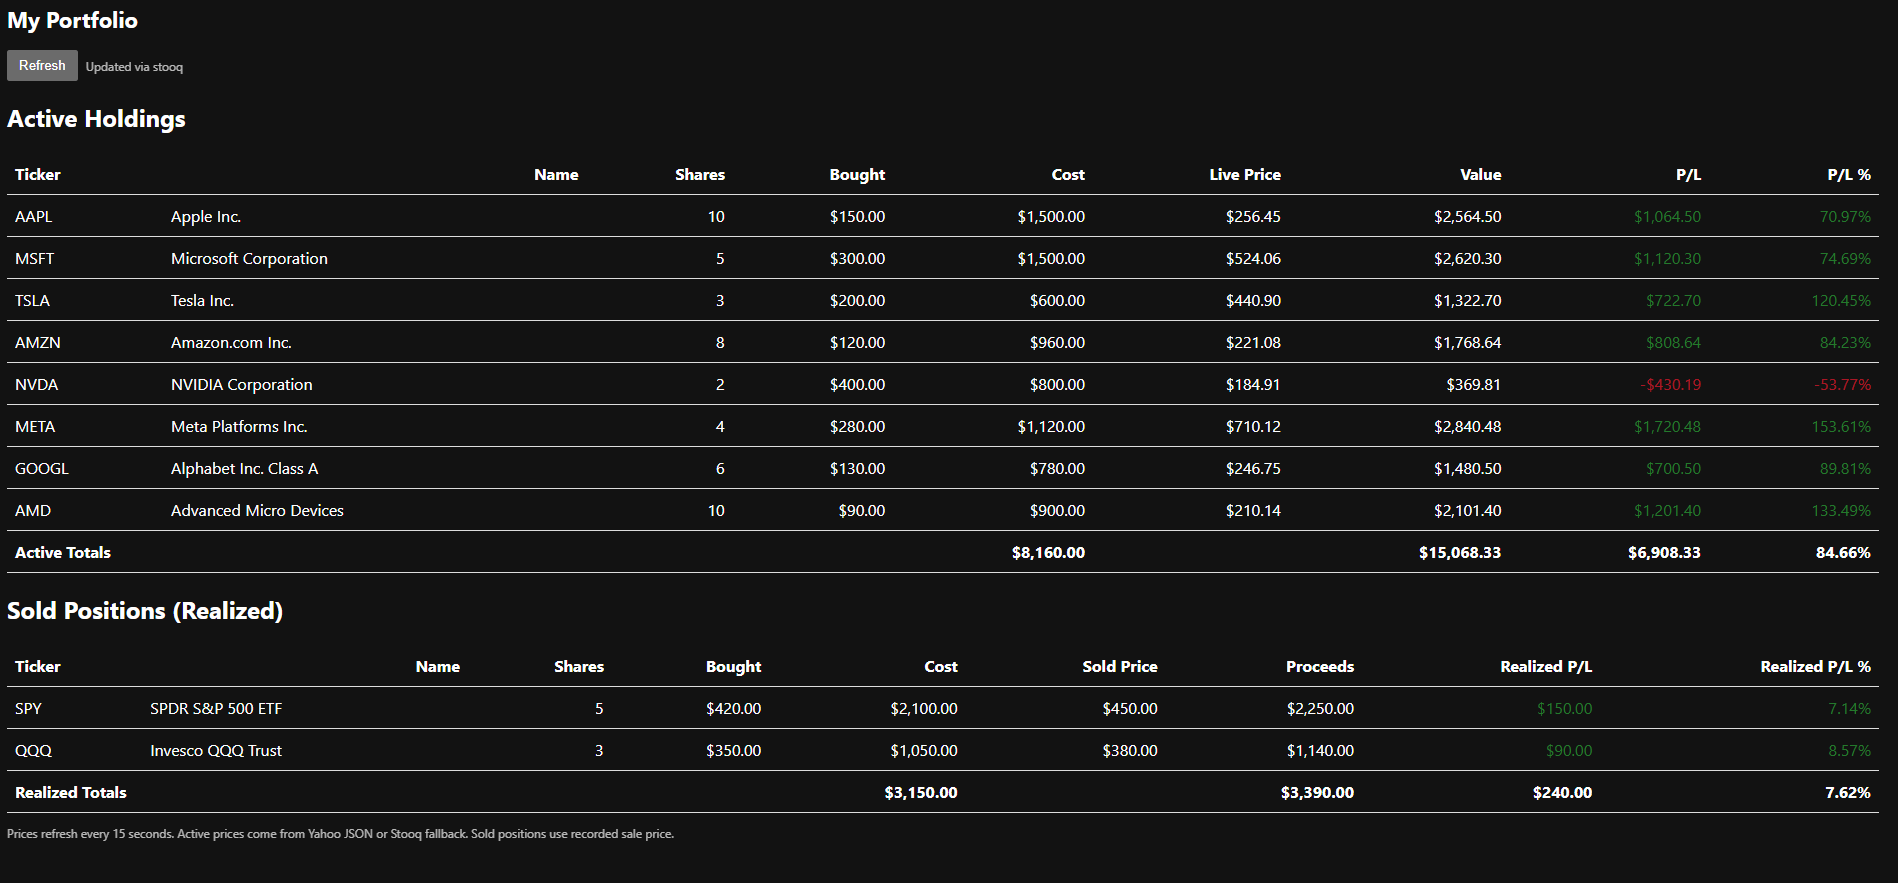 My Portfolio
Refresh Updated via stooq
Active Holdings
Ticker Name Shares Bought Cost Live Price Value P/L P/L %
AAPL Apple Inc. 10 $150.00 $1,500.00 $256.45 $2,564.50 $1,064.50 70.97%
MSFT Microsoft Corporation 5 $300.00 $1,500.00 $524.06 $2,620.30 $1,120.30 74.69%
TSLA Tesla Inc. 3 $200.00 $600.00 $440.90 $1,322.70 $722.70 120.45%
AMZN Amazon.com Inc. 8 $120.00 $960.00 $221.08 $1,768.64 $808.64 84.23%
NVDA NVIDIA Corporation 2 $400.00 $800.00 $184.91 $369.81 -$430.19 -53.77%
META Meta Platforms Inc. 4 $280.00 $1,120.00 $710.12 $2,840.48 $1,720.48 153.61%
GOOGL Alphabet Inc. Class A 6 $130.00 $780.00 $246.75 $1,480.50 $700.50 89.81%
AMD Advanced Micro Devices 10 $90.00 $900.00 $210.14 $2,101.40 $1,201.40 133.49%
Active Totals $8,160.00 $15,068.33 $6,908.33 84.66%
Sold Positions (Realized)
Ticker Name Shares Bought Cost Sold Price Proceeds Realized P/L Realized P/L %
SPY SPDR S&P 500 ETF 5 $420.00 $2,100.00 $450.00 $2,250.00 $150.00 7.14%
QQQ Invesco QQQ Trust 3 $350.00 $1,050.00 $380.00 $1,140.00 $90.00 8.57%
Realized Totals $3,150.00 $3,390.00 $240.00 7.62%
Prices refresh every 15 seconds. Active prices come from Yahoo JSON or Stooq fallback. Sold positions use recorded sale price.